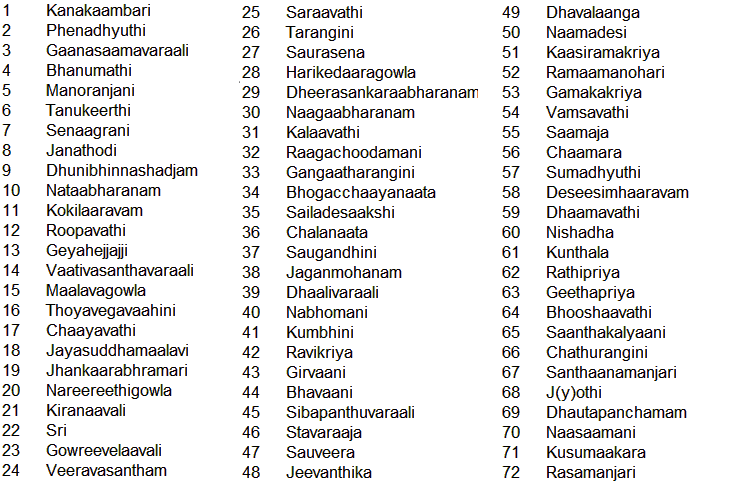 1 Kanakaambari
2 Phenadhyuthi
3 Gaanasaamavaraali
4 Bhanumathi
5 Manoranjani
6 Tanukeerthi
7 Senaagrani
8 Janathodi
9 Dhunibhinnashadjam
10 Nataabharanam
11 Kokilaaravam
12 Roopavathi
13 Geyahejjajji
14 Vaativasanthavaraali
15 Maalavagowla
16 Thoyavegavaahini
17 Chaayavathi
18 Jayasuddhamaalavi
19 Jhankaarabhramari
20 Nareereethigowla
21 Kiranaavali
22 Sri
23 Gowreevelaavali
24 Veeravasantham
25 Saraavathi
26 Tarangini
27 Saurasena
28 Harikedaaragowla
29 Dheerasankaraabharanam
30 Naagaabharanam
31 Kalaavathi
32 Raagachoodamani
33 Gangaatharangini
34 Bhogacchaayanaata
35 Sailadesaakshi
36 Chalanaata
37 Saugandhini
38 Jaganmohanam
39 Dhaalivaraali
40 Nabhomani
41 Kumbhini
42 Ravikriya
43 Girvaani
44 Bhavaani
45 Sibapanthuvaraali
46 Stavaraaja
47 Sauveera
48 Jeevanthika
49 Dhavalaanga
50 Naamadesi
51 Kaasiramakriya
52 Ramaamanohari
53 Gamakakriya
54 Vamsavathi
55 Saamaja
56 Chaamara
57 Sumadhyuthi
58 Deseesimhaaravam
59 Dhaamavathi
60 Nishadha
61 Kunthala
62 Rathipriya
63 Geethapriya
64 Bhooshaavathi
65 Saanthakalyaani
66 Chathurangini
67 Santhaanamanjari
68 J(y)othi
69 Dhautapanchamam
70 Naasaamani
71 Kusumaakara
72 Rasamanjari